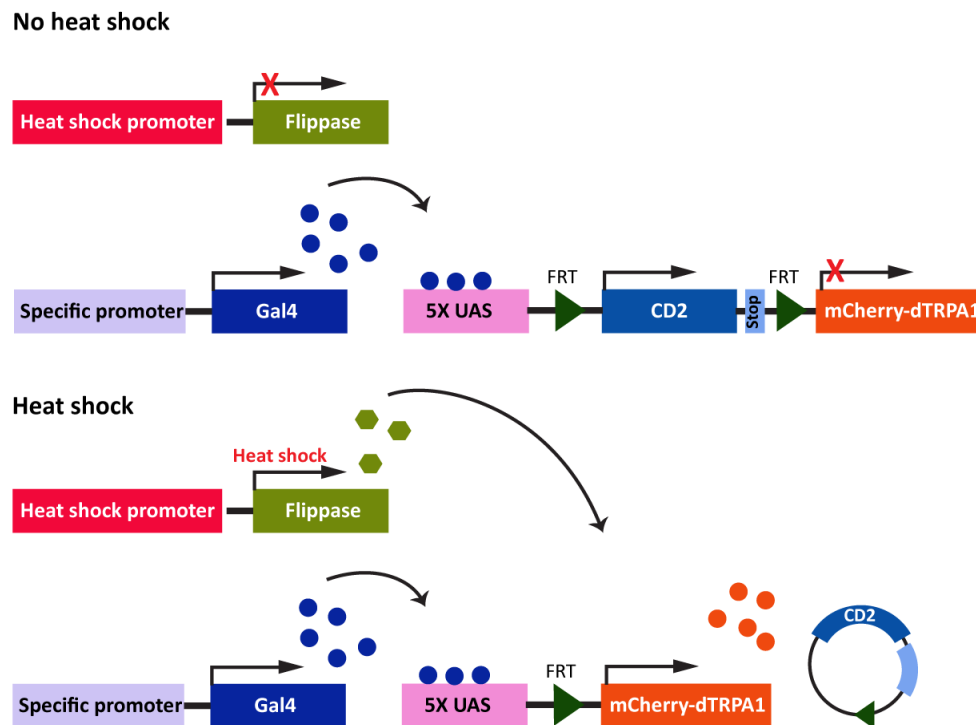 No heat shock
Heat shock promoter
X
Flippase
Specific promoter
Gal4
5X UAS
FRT
CD2
Stop
FRT
X
mCherry-dTRPA1
Heat shock
Heat shock
Heat shock promoter
Flippase
Specific promoter
Gal4
5X UAS
FRT
mCherry-dTRPA1
CD2